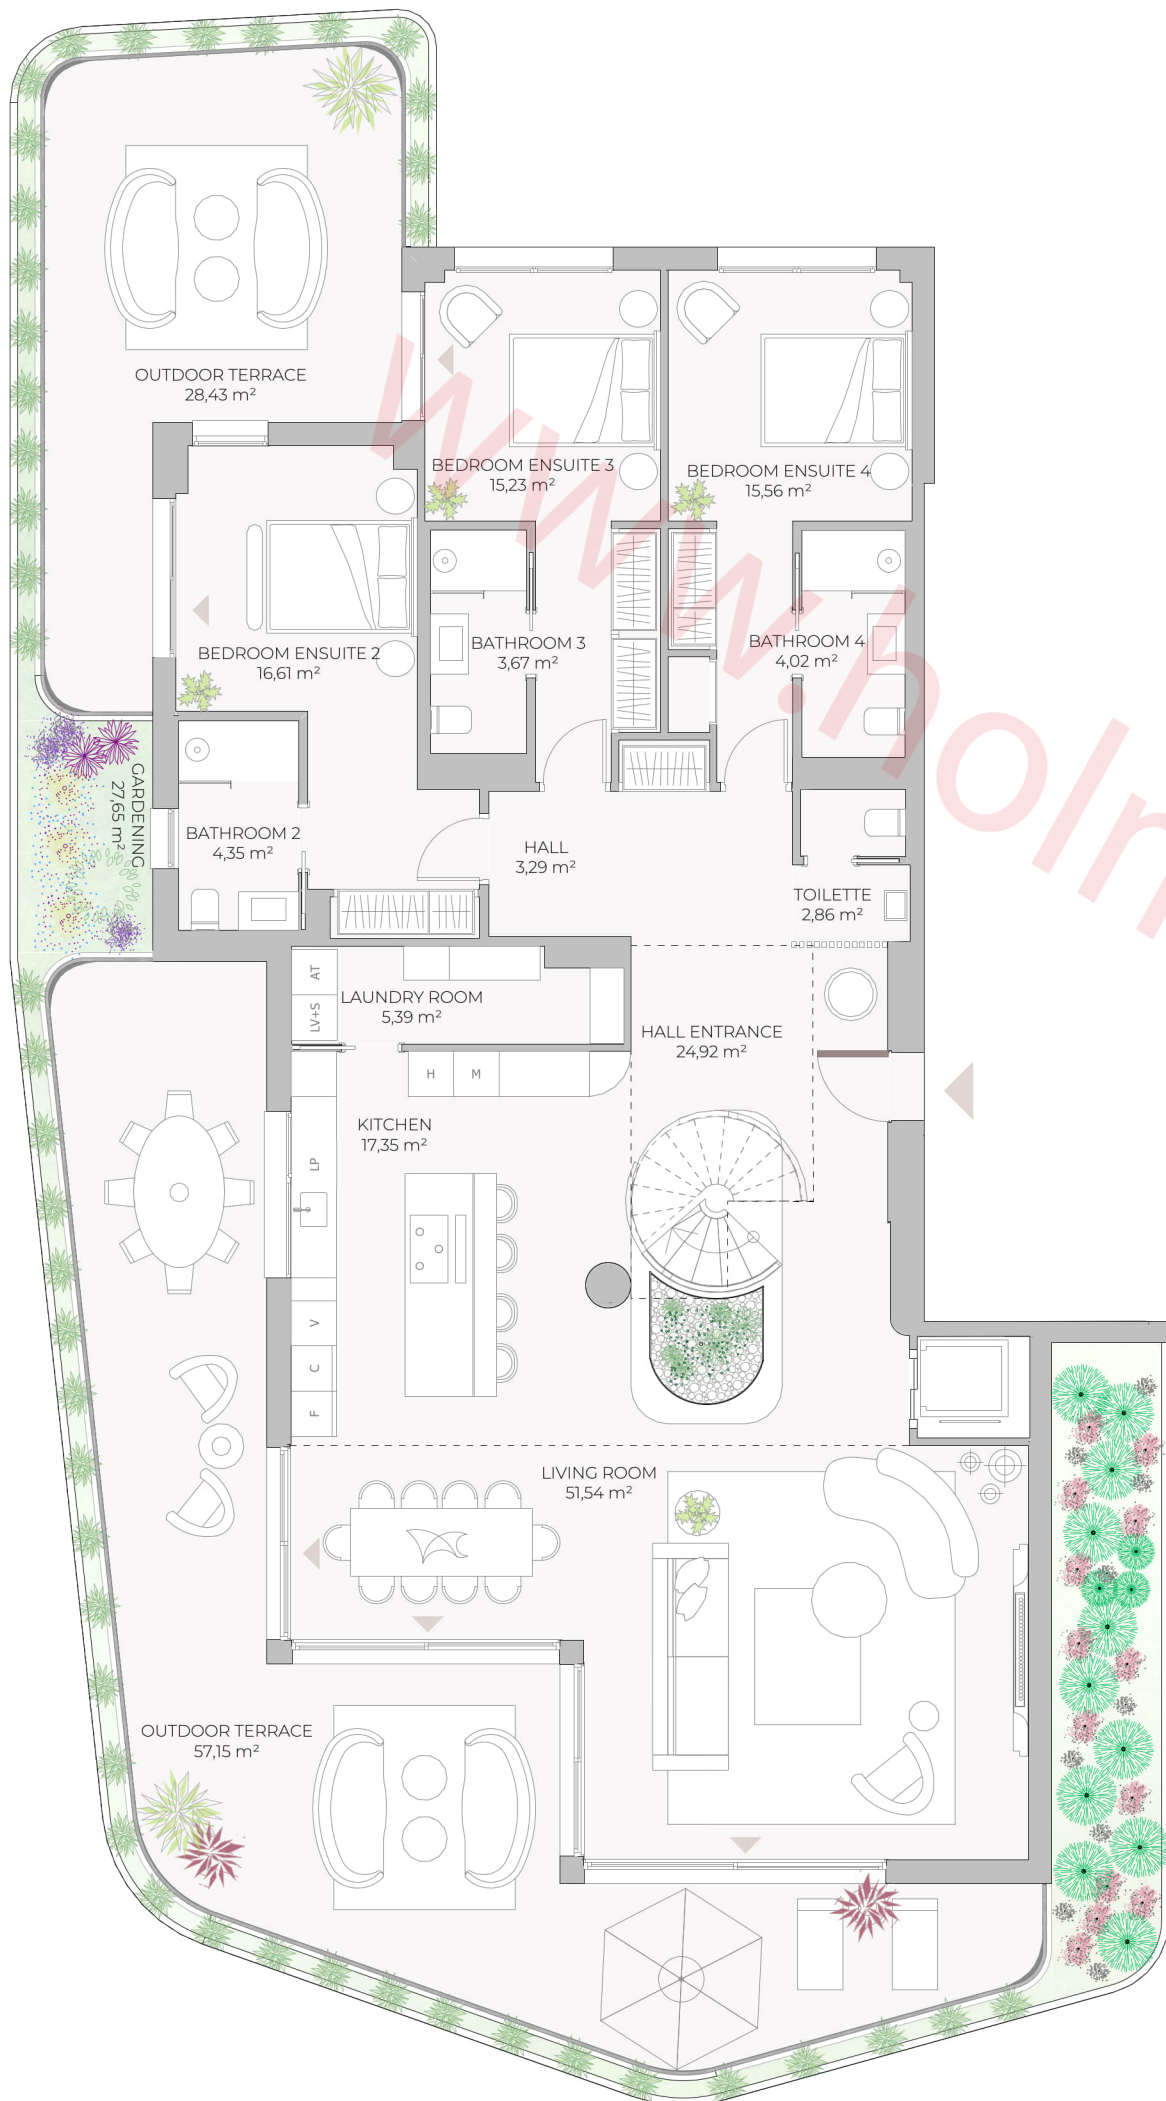 OUTDOOR TERRACE
28,43 m²
BEDROOM ENSUITE 3
15,23 m²
BEDROOM ENSUITE 4
15,56 m²
BEDROOM ENSUITE 2
16,61 m²
BATHROOM 3
3,67 m²
BATHROOM 4
4,02 m²
GARDENING
27,65 m²
BATHROOM 2
4,35 m²
HALL
3,29 m²
TOILETTE
2,86 m²
AT
LV+S
LAUNDRY ROOM
5,39 m²
HALL ENTRANCE
24,92 m²
H
M
KITCHEN
17,35 m²
LP
V
C
F
LIVING ROOM
51,54 m²
OUTDOOR TERRACE
57,15 m²